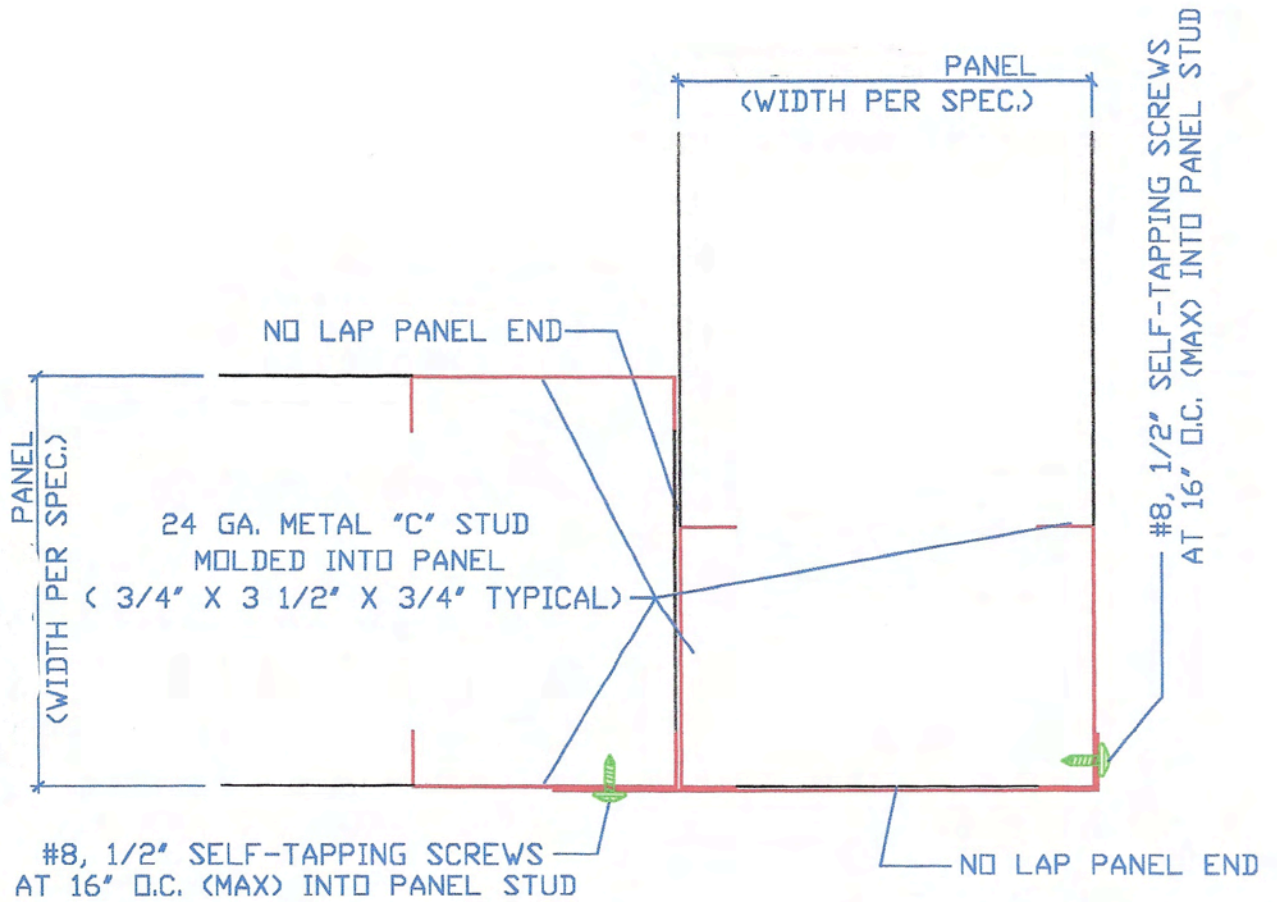 PANEL
(WIDTH PER SPEC.)
#8, 1/2" SELF-TAPPING SCREWS
AT 16" O.C. (MAX) INTO PANEL STUD
NO LAP PANEL END
PANEL
(WIDTH PER SPEC.)
24 GA. METAL "C" STUD
MOLDED INTO PANEL
( 3/4" X 3 1/2" X 3/4" TYPICAL)
#8, 1/2" SELF-TAPPING SCREWS
AT 16" O.C. (MAX) INTO PANEL STUD
NO LAP PANEL END